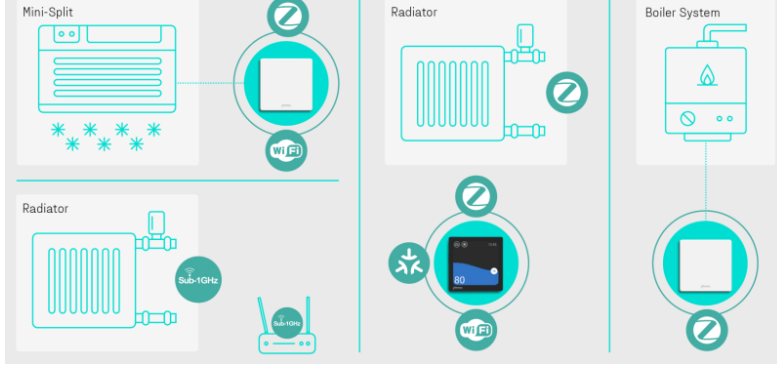 Mini-Split
WiFi
Radiator
Sub-1GHz
Sub-1GHz
Radiator
80
WiFi
Boiler System